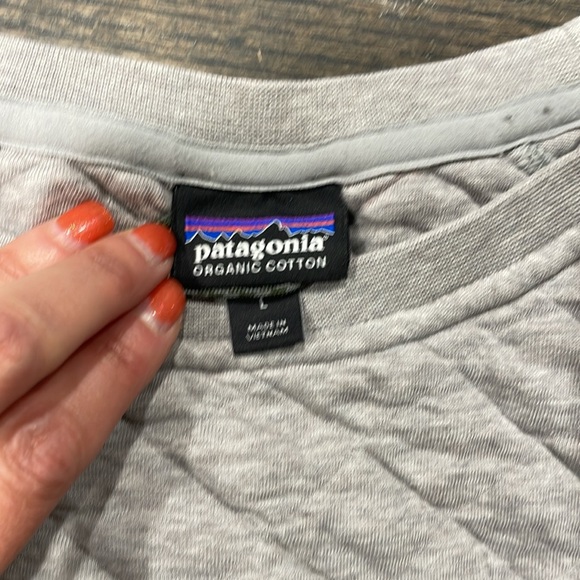 patagonia®
ORGANIC COTTON
L
MADE IN
VIETNAM